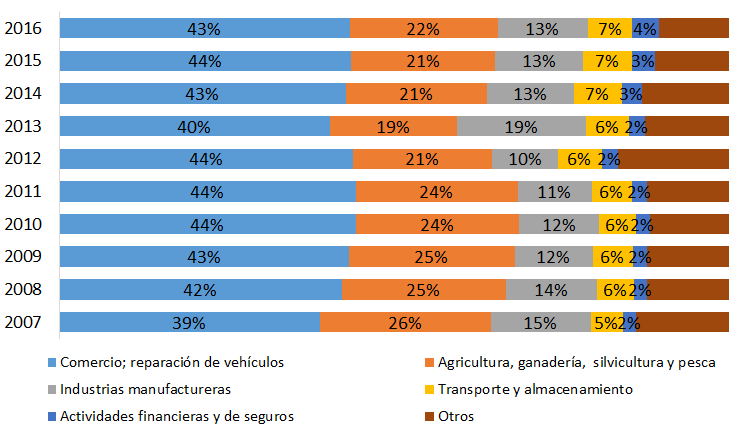 2016 43% 22% 13% 7% 4%
2015 44% 21% 13% 7% 3%
2014 43% 21% 13% 7% 3%
2013 40% 19% 19% 6% 2%
2012 44% 21% 10% 6% 2%
2011 44% 24% 11% 6% 2%
2010 44% 24% 12% 6% 2%
2009 43% 25% 12% 6% 2%
2008 42% 25% 14% 6% 2%
2007 39% 26% 15% 5% 2%
Comercio; reparación de vehículos Agricultura, ganadería, silvicultura y pesca
Industrias manufactureras Transporte y almacenamiento
Actividades financieras y de seguros Otros